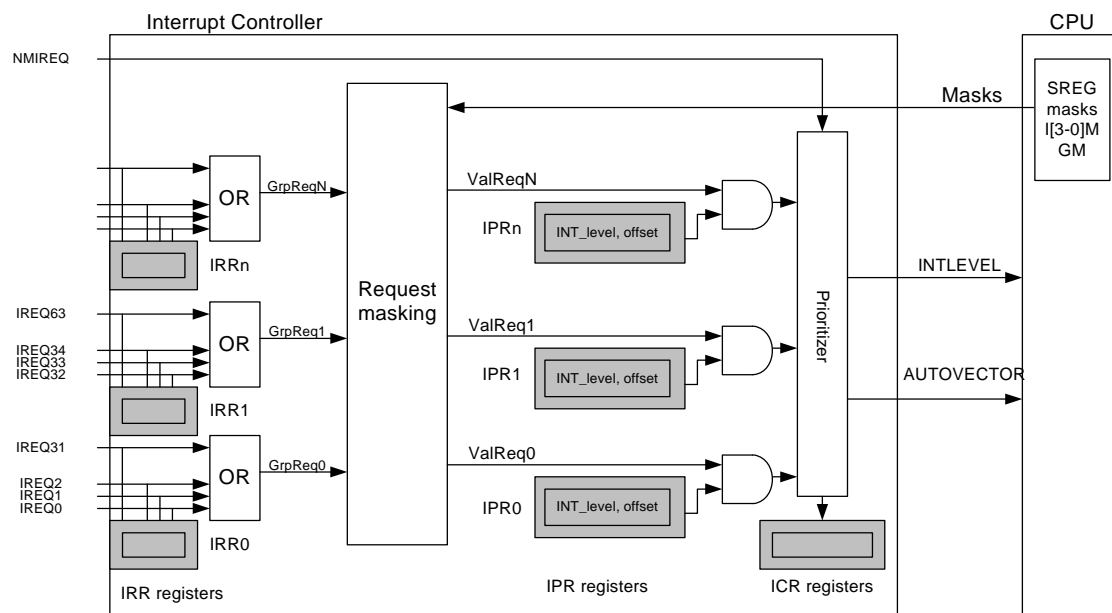 Interrupt Controller
CPU
NMIREQ
Masks
SREG
masks
I[3-0]M
GM
OR
GrpReqN
IRRn
ValReqN
IPRn
INT_level, offset
INTLEVEL
Request
masking
Prioritizer
IREQ63
IREQ34
IREQ33
IREQ32
OR
GrpReq1
IRR1
ValReq1
IPR1
INT_level, offset
AUTOVECTOR
IREQ31
IREQ2
IREQ1
IREQ0
OR
GrpReq0
IRR0
ValReq0
IPR0
INT_level, offset
IRR registers
IPR registers
ICR registers